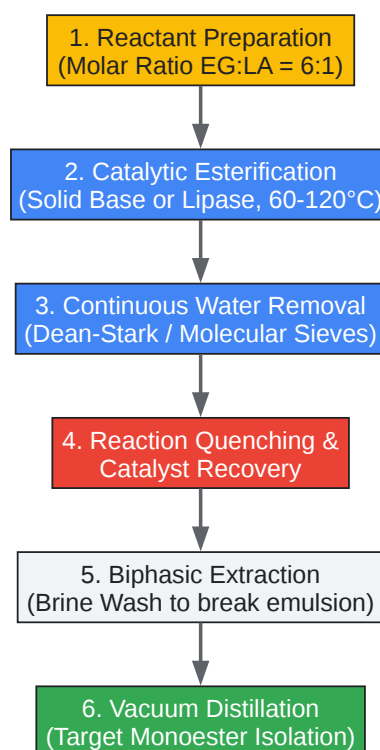 1. Reactant Preparation
(Molar Ratio EG:LA = 6:1)
2. Catalytic Esterification
(Solid Base or Lipase, 60-120°C)
3. Continuous Water Removal
(Dean-Stark / Molecular Sieves)
4. Reaction Quenching &
Catalyst Recovery
5. Biphasic Extraction
(Brine Wash to break emulsion)
6. Vacuum Distillation
(Target Monoester Isolation)